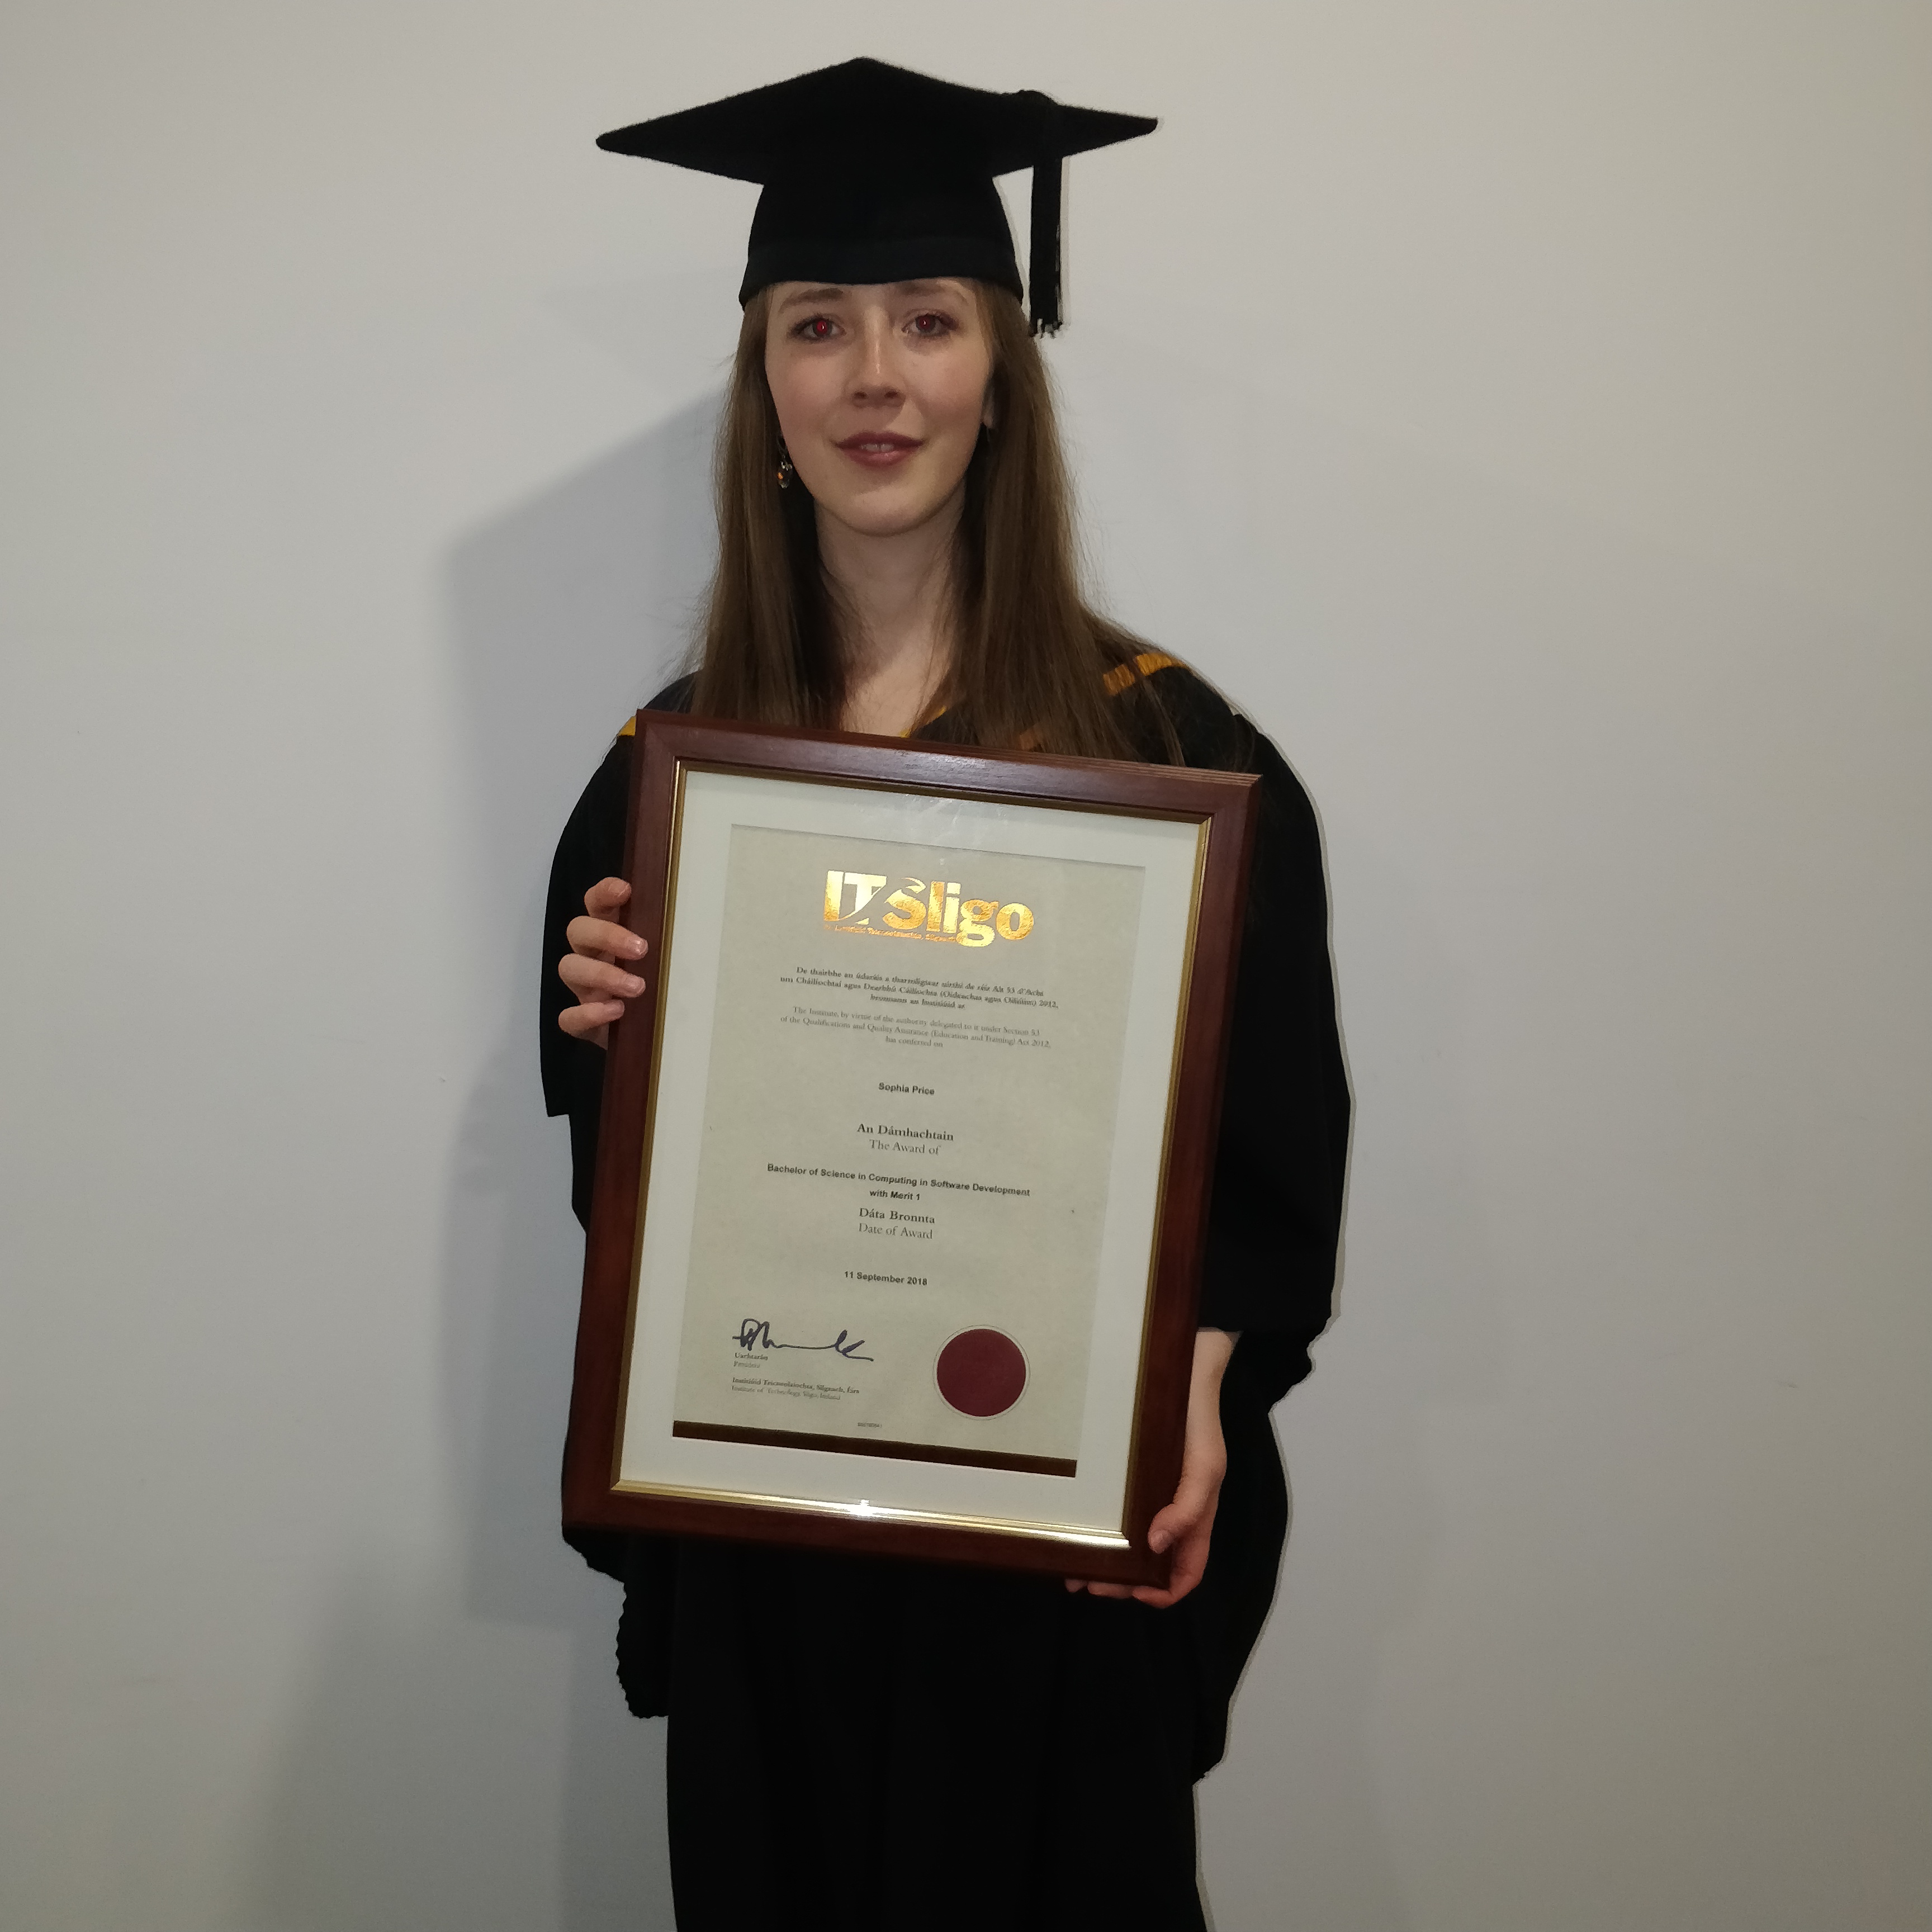 IT Sligo
De thairbhe an údaráis a tharmligtear uirthi de réir Alt 53 d'Acht
um Cháilíochtaí agus Dearbhú Cáilíochta (Oideachas agus Oiliúint) 2012,
bronnann an Institiúid ar
The Institute, by virtue of the authority delegated to it under Section 53
of the Qualifications and Quality Assurance (Education and Training) Act 2012,
has conferred on
Sophia Price
An Dámhachtain
The Award of
Bachelor of Science in Computing in Software Development
with Merit 1
Dáta Bronnta
Date of Award
11 September 2018
Uachtarán
President
Institiúid Teicneolaíochta, Sligeach, Éire
Institute of Technology, Sligo, Ireland